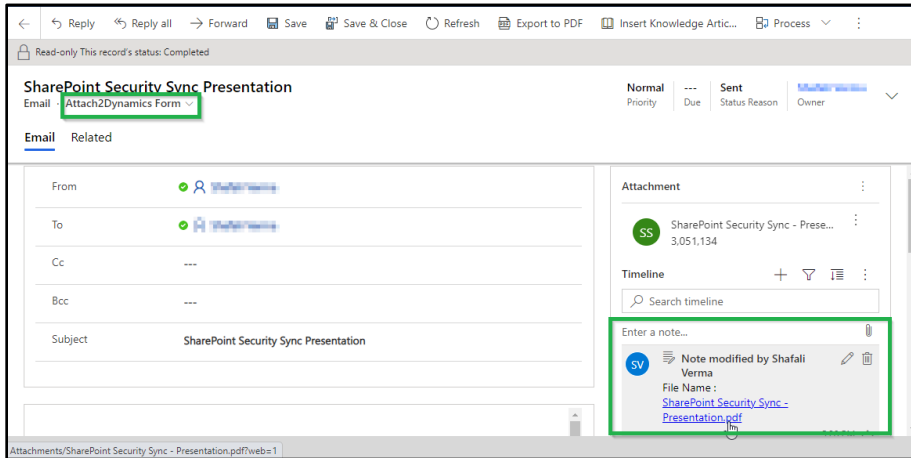 Reply Reply all Forward Save Save & Close Refresh Export to PDF Insert Knowledge Artic... Process
Read-only This record's status: Completed
SharePoint Security Sync Presentation
Email · Attach2Dynamics Form
Normal
Priority
---
Due
Sent
Status Reason
Owner
Email Related
From
To
Cc ---
Bcc ---
Subject SharePoint Security Sync Presentation
Attachment
SS
SharePoint Security Sync - Prese...
3,051,134
Timeline
Search timeline
Enter a note...
SV
Note modified by Shafali
Verma
File Name :
SharePoint Security Sync -
Presentation.pdf
Attachments/SharePoint Security Sync - Presentation.pdf?web=1